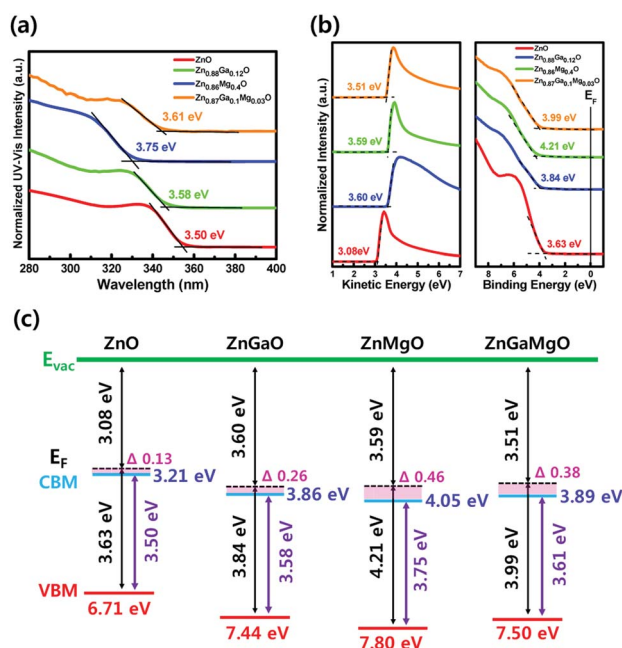 (a)
ZnO
Zn0.88Ga0.12O
Zn0.86Mg0.4O
Zn0.87Ga0.1Mg0.03O
3.61 eV
3.75 eV
3.58 eV
3.50 eV
Normalized UV-Vis Intensity (a.u.)
280 300 320 340 360 380 400
Wavelength (nm)
(b)
Normalized Intensity (a.u.)
3.51 eV
3.59 eV
3.60 eV
3.08eV
1 2 3 4 5 6 7
Kinetic Energy (eV)
ZnO
Zn0.88Ga0.12O
Zn0.86Mg0.4O
Zn0.87Ga0.1Mg0.03O
EF
3.99 eV
4.21 eV
3.84 eV
3.63 eV
8 6 4 2 0
Binding Energy (eV)
(c)
ZnO ZnGaO ZnMgO ZnGaMgO
Evac
3.08 eV 3.60 eV 3.59 eV 3.51 eV
EF
Δ 0.13 Δ 0.26 Δ 0.46 Δ 0.38
CBM
3.21 eV 3.86 eV 4.05 eV 3.89 eV
3.63 eV 3.50 eV 3.84 eV 3.58 eV 4.21 eV 3.75 eV 3.99 eV 3.61 eV
VBM
6.71 eV 7.44 eV 7.80 eV 7.50 eV